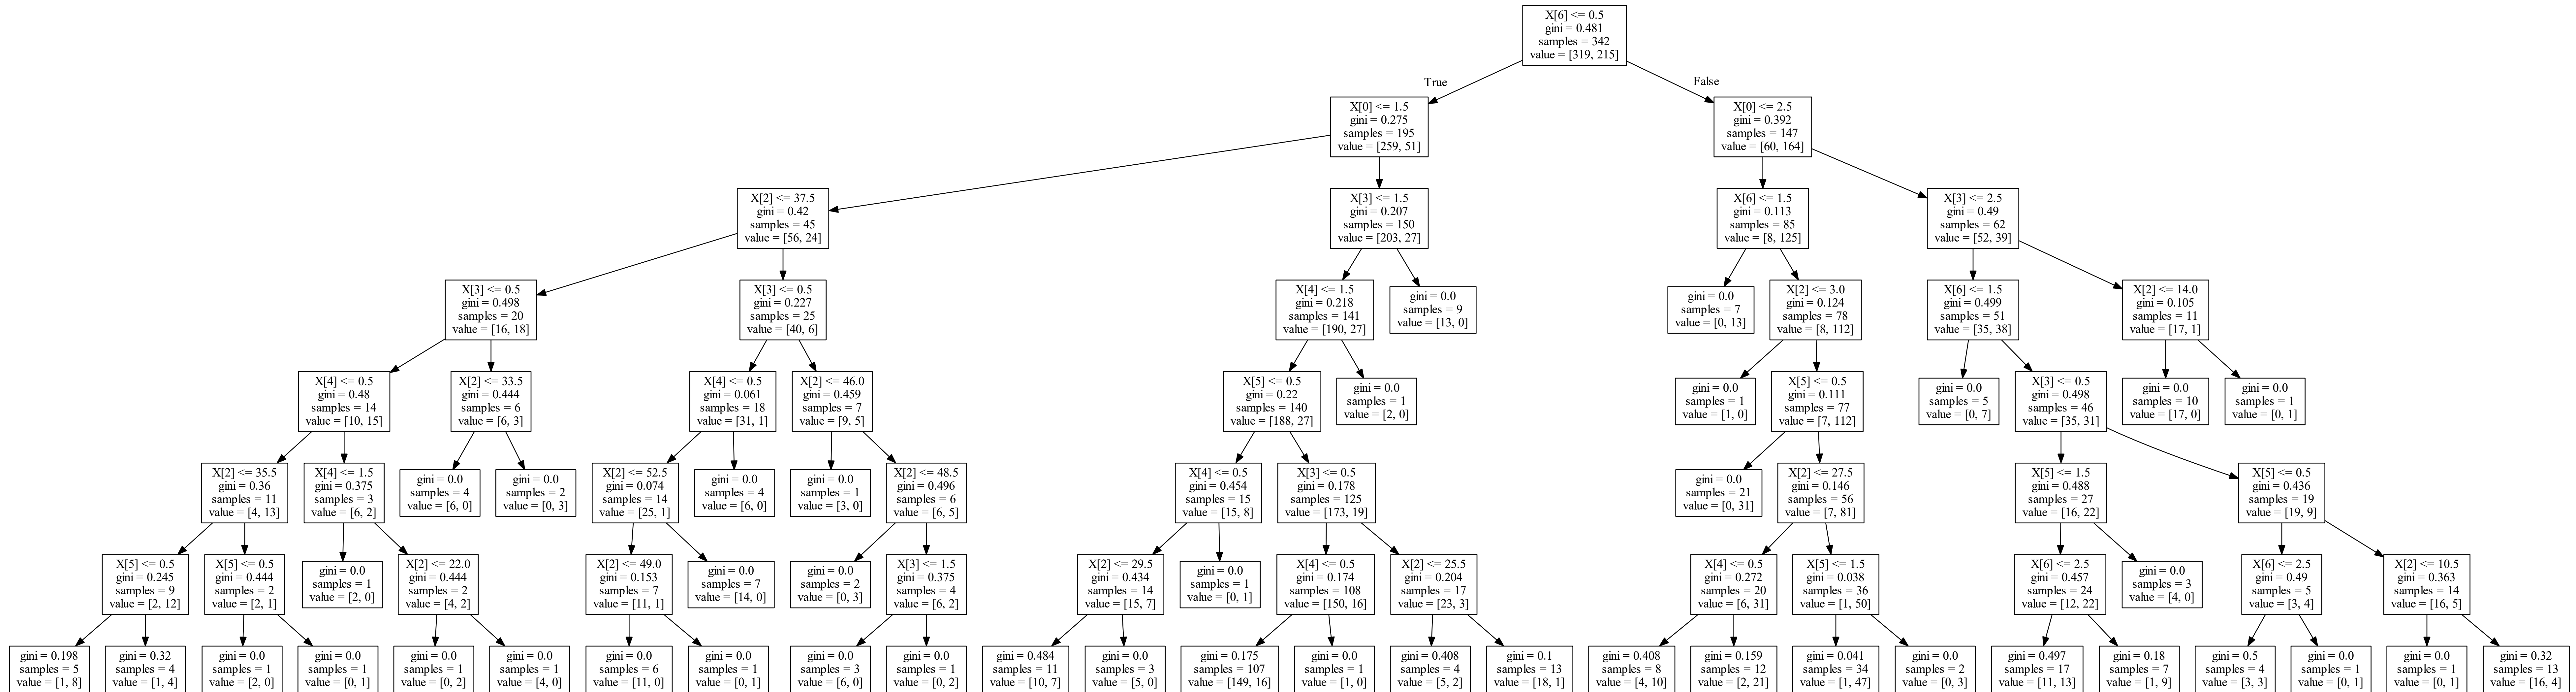 X[6] <= 0.5
gini = 0.481
samples = 342
value = [319, 215]
True
False
X[0] <= 1.5
gini = 0.275
samples = 195
value = [259, 51]
X[0] <= 2.5
gini = 0.392
samples = 147
value = [60, 164]
X[2] <= 37.5
gini = 0.42
samples = 45
value = [56, 24]
X[3] <= 1.5
gini = 0.207
samples = 150
value = [203, 27]
X[6] <= 1.5
gini = 0.113
samples = 85
value = [8, 125]
X[3] <= 2.5
gini = 0.49
samples = 62
value = [52, 39]
X[3] <= 0.5
gini = 0.498
samples = 20
value = [16, 18]
X[3] <= 0.5
gini = 0.227
samples = 25
value = [40, 6]
X[4] <= 1.5
gini = 0.218
samples = 141
value = [190, 27]
gini = 0.0
samples = 9
value = [13, 0]
gini = 0.0
samples = 7
value = [0, 13]
X[2] <= 3.0
gini = 0.124
samples = 78
value = [8, 112]
X[6] <= 1.5
gini = 0.499
samples = 51
value = [35, 38]
X[2] <= 14.0
gini = 0.105
samples = 11
value = [17, 1]
X[4] <= 0.5
gini = 0.48
samples = 14
value = [10, 15]
X[2] <= 33.5
gini = 0.444
samples = 6
value = [6, 3]
X[4] <= 0.5
gini = 0.061
samples = 18
value = [31, 1]
X[2] <= 46.0
gini = 0.459
samples = 7
value = [9, 5]
X[5] <= 0.5
gini = 0.22
samples = 140
value = [188, 27]
gini = 0.0
samples = 1
value = [2, 0]
gini = 0.0
samples = 1
value = [1, 0]
X[5] <= 0.5
gini = 0.111
samples = 77
value = [7, 112]
gini = 0.0
samples = 5
value = [0, 7]
X[3] <= 0.5
gini = 0.498
samples = 46
value = [35, 31]
gini = 0.0
samples = 10
value = [17, 0]
gini = 0.0
samples = 1
value = [0, 1]
X[2] <= 35.5
gini = 0.36
samples = 11
value = [4, 13]
X[4] <= 1.5
gini = 0.375
samples = 3
value = [6, 2]
gini = 0.0
samples = 4
value = [6, 0]
gini = 0.0
samples = 2
value = [0, 3]
X[2] <= 52.5
gini = 0.074
samples = 14
value = [25, 1]
gini = 0.0
samples = 4
value = [6, 0]
gini = 0.0
samples = 1
value = [3, 0]
X[2] <= 48.5
gini = 0.496
samples = 6
value = [6, 5]
X[4] <= 0.5
gini = 0.454
samples = 15
value = [15, 8]
X[3] <= 0.5
gini = 0.178
samples = 125
value = [173, 19]
gini = 0.0
samples = 21
value = [0, 31]
X[2] <= 27.5
gini = 0.146
samples = 56
value = [7, 81]
X[5] <= 1.5
gini = 0.488
samples = 27
value = [16, 22]
X[5] <= 0.5
gini = 0.436
samples = 19
value = [19, 9]
X[5] <= 0.5
gini = 0.245
samples = 9
value = [2, 12]
X[5] <= 0.5
gini = 0.444
samples = 2
value = [2, 1]
gini = 0.0
samples = 1
value = [2, 0]
X[2] <= 22.0
gini = 0.444
samples = 2
value = [4, 2]
X[2] <= 49.0
gini = 0.153
samples = 7
value = [11, 1]
gini = 0.0
samples = 7
value = [14, 0]
gini = 0.0
samples = 2
value = [0, 3]
X[3] <= 1.5
gini = 0.375
samples = 4
value = [6, 2]
X[2] <= 29.5
gini = 0.434
samples = 14
value = [15, 7]
gini = 0.0
samples = 1
value = [0, 1]
X[4] <= 0.5
gini = 0.174
samples = 108
value = [150, 16]
X[2] <= 25.5
gini = 0.204
samples = 17
value = [23, 3]
X[4] <= 0.5
gini = 0.272
samples = 20
value = [6, 31]
X[5] <= 1.5
gini = 0.038
samples = 36
value = [1, 50]
X[6] <= 2.5
gini = 0.457
samples = 24
value = [12, 22]
gini = 0.0
samples = 3
value = [4, 0]
X[6] <= 2.5
gini = 0.49
samples = 5
value = [3, 4]
X[2] <= 10.5
gini = 0.363
samples = 14
value = [16, 5]
gini = 0.198
samples = 5
value = [1, 8]
gini = 0.32
samples = 4
value = [1, 4]
gini = 0.0
samples = 1
value = [2, 0]
gini = 0.0
samples = 1
value = [0, 1]
gini = 0.0
samples = 1
value = [0, 2]
gini = 0.0
samples = 1
value = [4, 0]
gini = 0.0
samples = 6
value = [11, 0]
gini = 0.0
samples = 1
value = [0, 1]
gini = 0.0
samples = 3
value = [6, 0]
gini = 0.0
samples = 1
value = [0, 2]
gini = 0.484
samples = 11
value = [10, 7]
gini = 0.0
samples = 3
value = [5, 0]
gini = 0.175
samples = 107
value = [149, 16]
gini = 0.0
samples = 1
value = [1, 0]
gini = 0.408
samples = 4
value = [5, 2]
gini = 0.1
samples = 13
value = [18, 1]
gini = 0.408
samples = 8
value = [4, 10]
gini = 0.159
samples = 12
value = [2, 21]
gini = 0.041
samples = 34
value = [1, 47]
gini = 0.0
samples = 2
value = [0, 3]
gini = 0.497
samples = 17
value = [11, 13]
gini = 0.18
samples = 7
value = [1, 9]
gini = 0.5
samples = 4
value = [3, 3]
gini = 0.0
samples = 1
value = [0, 1]
gini = 0.0
samples = 1
value = [0, 1]
gini = 0.32
samples = 13
value = [16, 4]